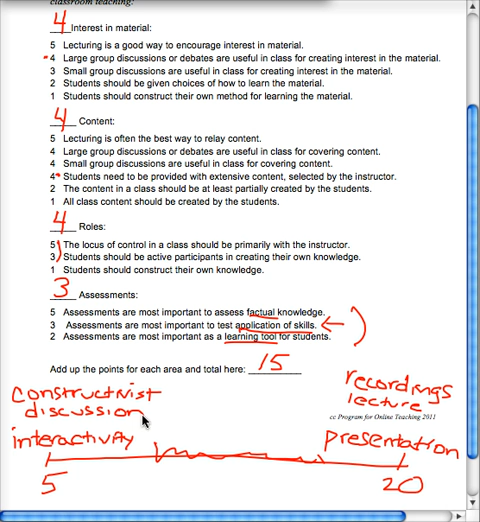 classroom teaching:
4 Interest in material:
5 Lecturing is a good way to encourage interest in material.
4 Large group discussions or debates are useful in class for creating interest in the material.
3 Small group discussions are useful in class for creating interest in the material.
2 Students should be given choices of how to learn the material.
1 Students should construct their own method for learning the material.
4 Content:
5 Lecturing is often the best way to relay content.
4 Large group discussions or debates are useful in class for covering content.
4 Small group discussions are useful in class for covering content.
4 Students need to be provided with extensive content, selected by the instructor.
2 The content in a class should be at least partially created by the students.
1 All class content should be created by the students.
4 Roles:
5 The locus of control in a class should be primarily with the instructor.
3 Students should be active participants in creating their own knowledge.
1 Students should construct their own knowledge.
3 Assessments:
5 Assessments are most important to assess factual knowledge.
3 Assessments are most important to test application of skills.
2 Assessments are most important as a learning tool for students.
Add up the points for each area and total here: 15
constructivist
discussion
interactivity
recordings
lecture
cc Program for Online Teaching 2011
presentation
5
20